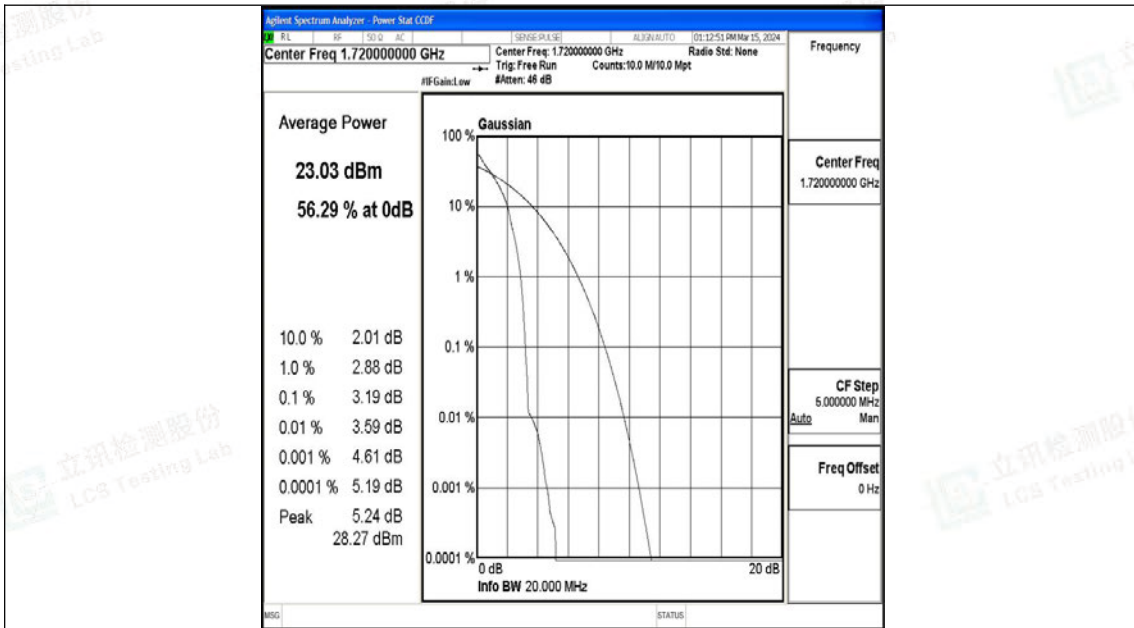 Agilent Spectrum Analyzer - Power Stat CCDF
RL RF 50 Ω AC SENSE:PULSE ALIGNAUTO 01:12:51 PM Mar 15, 2024
Center Freq 1.720000000 GHz
Center Freq: 1.720000000 GHz Radio Std: None
Trig: Free Run Counts:10.0 M/10.0 Mpt
#IFGain:Low #Atten: 46 dB
Frequency
Average Power
23.03 dBm
56.29 % at 0dB
10.0 % 2.01 dB
1.0 % 2.88 dB
0.1 % 3.19 dB
0.01 % 3.59 dB
0.001 % 4.61 dB
0.0001 % 5.19 dB
Peak 5.24 dB
28.27 dBm
Gaussian
100 %
10 %
1 %
0.1 %
0.01 %
0.001 %
0.0001 %
0 dB 20 dB
Info BW 20.000 MHz
Center Freq
1.720000000 GHz
CF Step
5.000000 MHz
Auto Man
Freq Offset
0 Hz
MSG STATUS
立讯检测股份
LCS Testing Lab